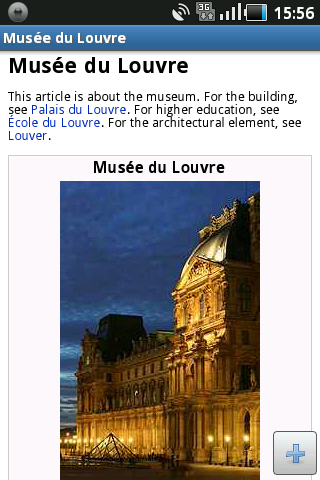 3G
15:56
Musée du Louvre
Musée du Louvre
This article is about the museum. For the building,
see Palais du Louvre. For higher education, see
École du Louvre. For the architectural element, see
Louver.
Musée du Louvre